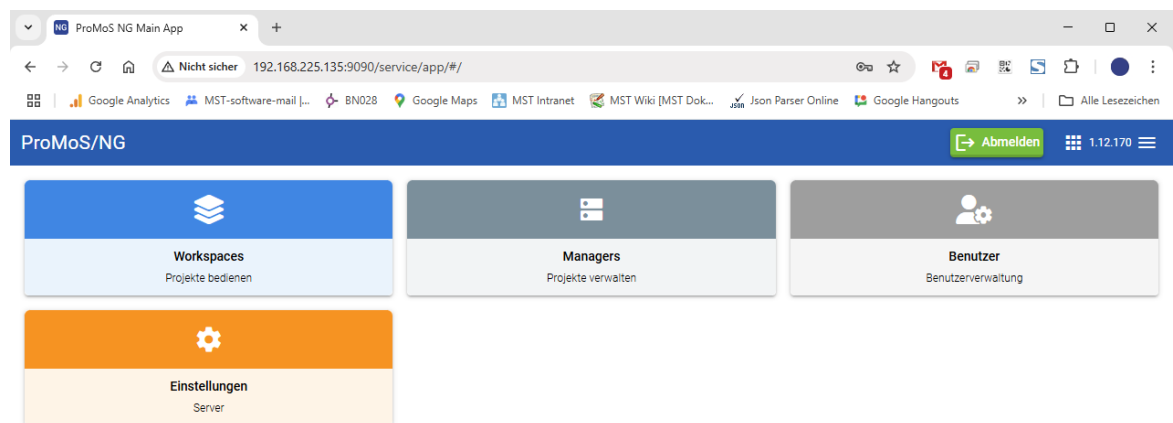 NG ProMoS NG Main App
Nicht sicher 192.168.225.135:9090/service/app/#/
4
Google Analytics MST-software-mail |... BN028 Google Maps MST Intranet MST Wiki [MST Dok... Json Parser Online Google Hangouts » Alle Lesezeichen
ProMoS/NG Abmelden 1.12.170
Workspaces Managers Benutzer
Projekte bedienen Projekte verwalten Benutzerverwaltung
Einstellungen
Server